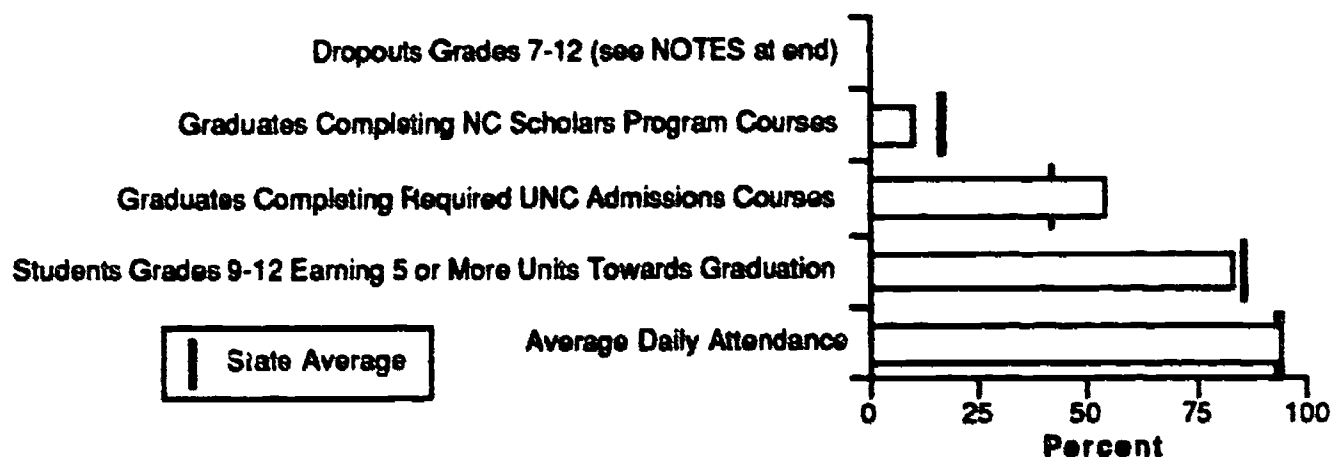 Dropouts Grades 7-12 (see NOTES at end)
Graduates Completing NC Scholars Program Courses
Graduates Completing Required UNC Admissions Courses
Students Grades 9-12 Earning 5 or More Units Towards Graduation
Average Daily Attendance
State Average
0 25 50 75 100
Percent